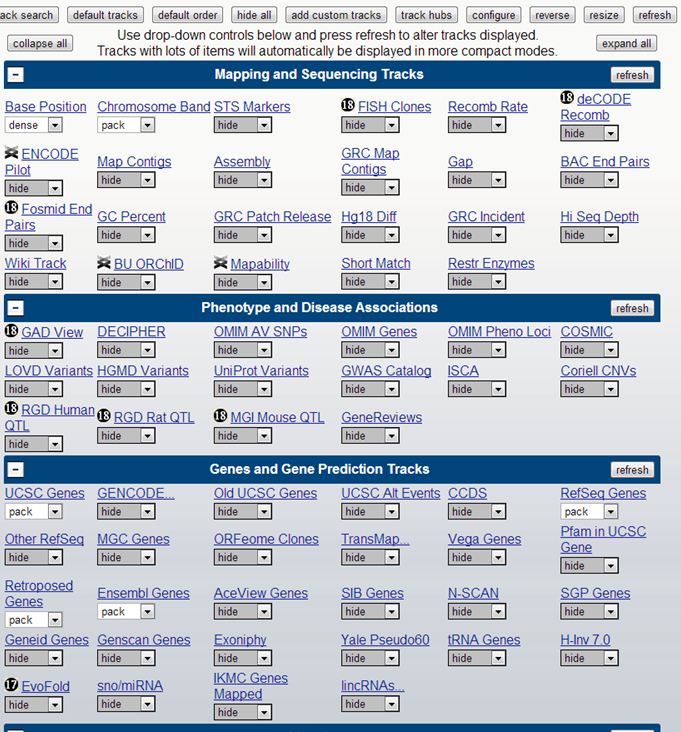 ack search default tracks default order hide all add custom tracks track hubs configure reverse resize refresh
collapse all Use drop-down controls below and press refresh to alter tracks displayed. expand all
Tracks with lots of items will automatically be displayed in more compact modes.
- Mapping and Sequencing Tracks refresh
Base Position Chromosome Band STS Markers 18 FISH Clones Recomb Rate 18 deCODE
Recomb
dense pack hide hide hide hide
ENCODE
Pilot Map Contigs Assembly GRC Map
Contigs Gap BAC End Pairs
hide hide hide hide hide hide
18 Fosmid End
Pairs GC Percent GRC Patch Release Hg18 Diff GRC Incident Hi Seq Depth
hide hide hide hide hide hide
Wiki Track BU ORChID Mapability Short Match Restr Enzymes
hide hide hide hide hide
- Phenotype and Disease Associations refresh
18 GAD View DECIPHER OMIM AV SNPs OMIM Genes OMIM Pheno Loci COSMIC
hide hide hide hide hide hide
LOVD Variants HGMD Variants UniProt Variants GWAS Catalog ISCA Coriell CNVs
hide hide hide hide hide hide
18 RGD Human
QTL 18 RGD Rat QTL 18 MGI Mouse QTL GeneReviews
hide hide hide hide
- Genes and Gene Prediction Tracks refresh
UCSC Genes GENCODE... Old UCSC Genes UCSC Alt Events CCDS RefSeq Genes
pack hide hide hide hide pack
Other RefSeq MGC Genes ORFeome Clones TransMap... Vega Genes Pfam in UCSC
Gene
hide hide hide hide hide hide
Retroposed
Genes Ensembl Genes AceView Genes SIB Genes N-SCAN SGP Genes
pack pack hide hide hide hide
Geneid Genes Genscan Genes Exoniphy Yale Pseudo60 tRNA Genes H-Inv 7.0
hide hide hide hide hide hide
17 EvoFold sno/miRNA IKMC Genes
Mapped lincRNAs...
hide hide hide hide